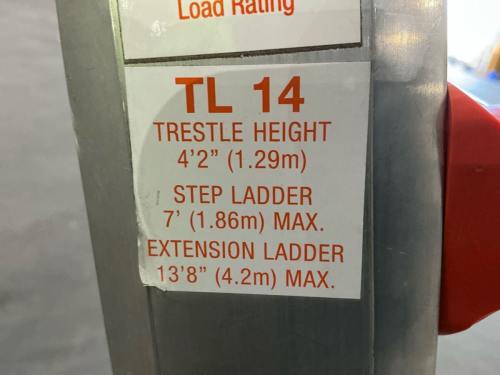 Load Rating
TL 14
TRESTLE HEIGHT
4'2" (1.29m)
STEP LADDER
7' (1.86m) MAX.
EXTENSION LADDER
13'8" (4.2m) MAX.